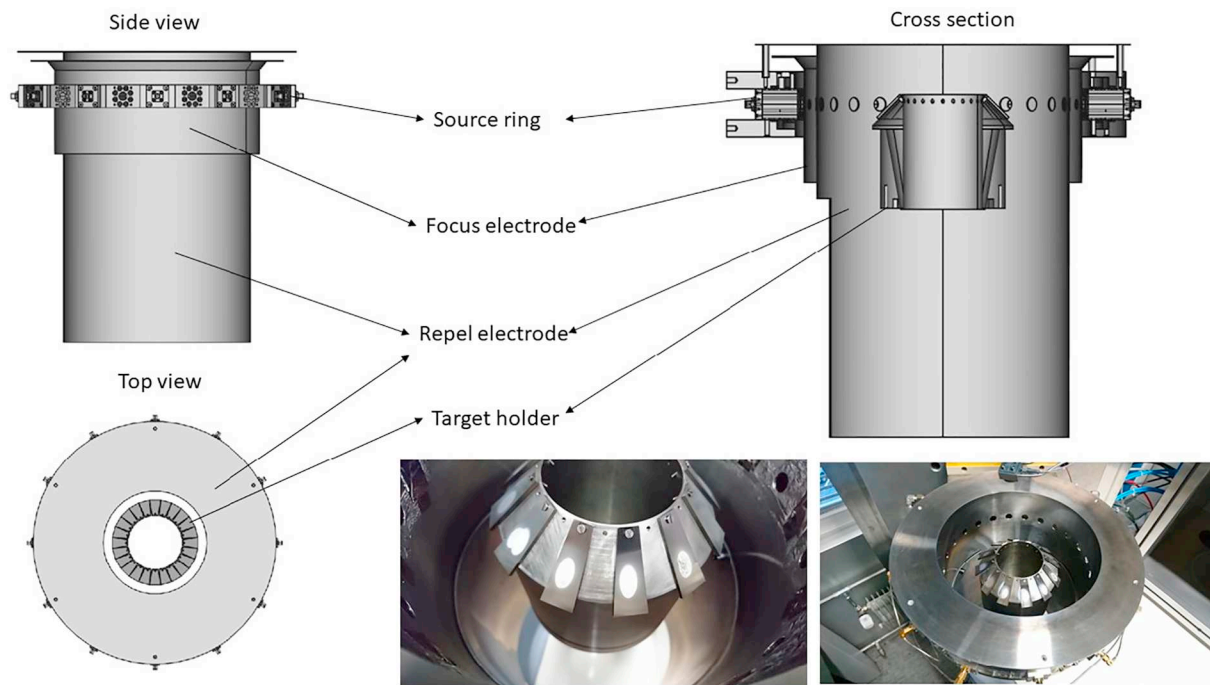 Side view
Cross section
Source ring
Focus electrode
Repel electrode
Top view
Target holder